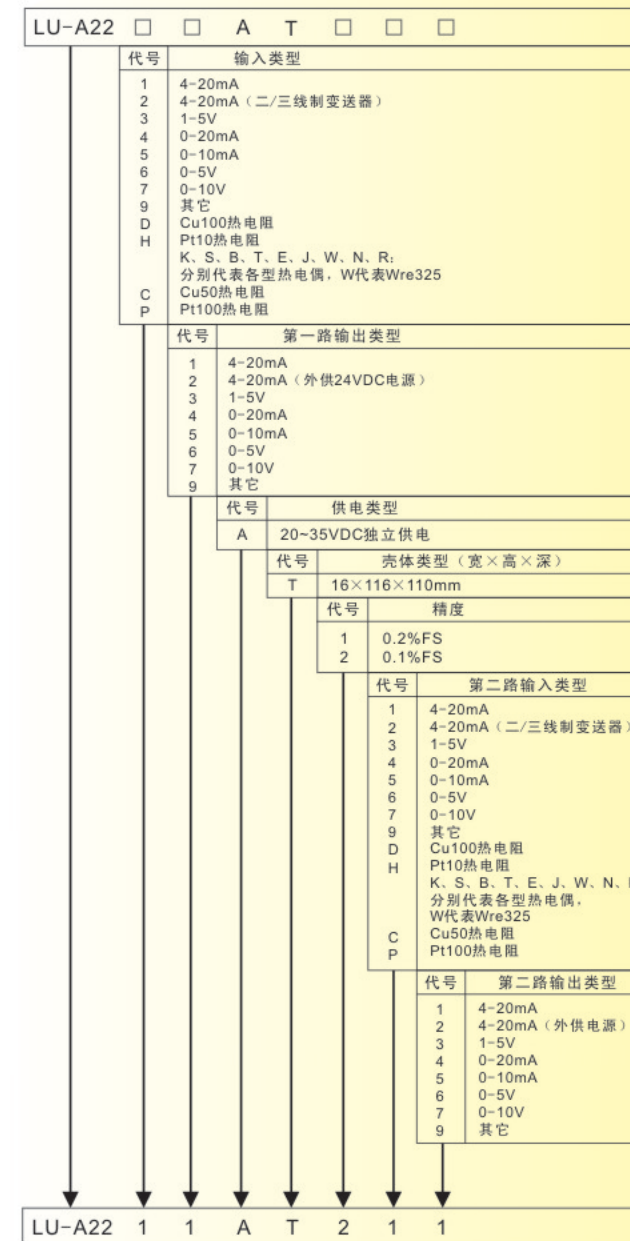 LU-A22 □ □ A T □ □ □
代号 输入类型
1 4-20mA
2 4-20mA（二/三线制变送器）
3 1-5V
4 0-20mA
5 0-10mA
6 0-5V
7 0-10V
9 其它
D Cu100热电阻
H Pt10热电阻
K、S、B、T、E、J、W、N、R:
分别代表各型热电偶，W代表Wre325
C Cu50热电阻
P Pt100热电阻
代号 第一路输出类型
1 4-20mA
2 4-20mA（外供24VDC电源）
3 1-5V
4 0-20mA
5 0-10mA
6 0-5V
7 0-10V
9 其它
代号 供电类型
A 20~35VDC独立供电
代号 壳体类型（宽×高×深）
T 16×116×110mm
代号 精度
1 0.2%FS
2 0.1%FS
代号 第二路输入类型
1 4-20mA
2 4-20mA（二/三线制变送器）
3 1-5V
4 0-20mA
5 0-10mA
6 0-5V
7 0-10V
9 其它
D Cu100热电阻
H Pt10热电阻
K、S、B、T、E、J、W、N、
分别代表各型热电偶，
W代表Wre325
C Cu50热电阻
P Pt100热电阻
代号 第二路输出类型
1 4-20mA
2 4-20mA（外供电源）
3 1-5V
4 0-20mA
5 0-10mA
6 0-5V
7 0-10V
9 其它
LU-A22 1 1 A T 2 1 1